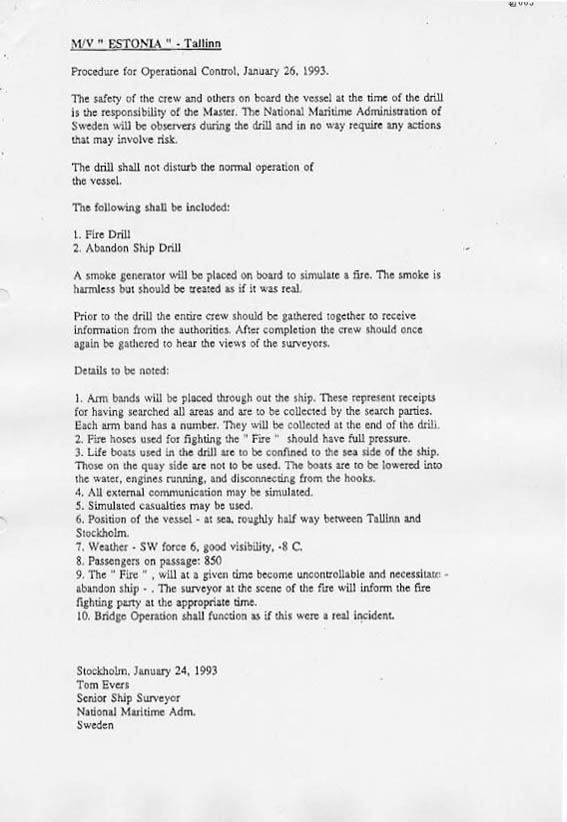 M/V " ESTONIA " - Tallinn
Procedure for Operational Control, January 26, 1993.
The safety of the crew and others on board the vessel at the time of the drill
is the responsibility of the Master. The National Maritime Administration of
Sweden will be observers during the drill and in no way require any actions
that may involve risk.
The drill shall not disturb the normal operation of
the vessel.
The following shall be included:
1. Fire Drill
2. Abandon Ship Drill
A smoke generator will be placed on board to simulate a fire. The smoke is
harmless but should be treated as if it was real.
Prior to the drill the entire crew should be gathered together to receive
information from the authorities. After completion the crew should once
again be gathered to hear the views of the surveyors.
Details to be noted:
1. Arm bands will be placed through out the ship. These represent receipts
for having searched all areas and are to be collected by the search parties.
Each arm band has a number. They will be collected at the end of the drill.
2. Fire hoses used for fighting the " Fire " should have full pressure.
3. Life boats used in the drill are to be confined to the sea side of the ship.
Those on the quay side are not to be used. The boats are to be lowered into
the water, engines running, and disconnecting from the hooks.
4. All external communication may be simulated.
5. Simulated casualties may be used.
6. Position of the vessel - at sea, roughly half way between Tallinn and
Stockholm.
7. Weather - SW force 6, good visibility, -8 C.
8. Passengers on passage: 850
9. The " Fire " , will at a given time become uncontrollable and necessitate -
abandon ship - . The surveyor at the scene of the fire will inform the fire
fighting party at the appropriate time.
10. Bridge Operation shall function as if this were a real incident.
Stockholm, January 24, 1993
Tom Evers
Senior Ship Surveyor
National Maritime Adm.
Sweden